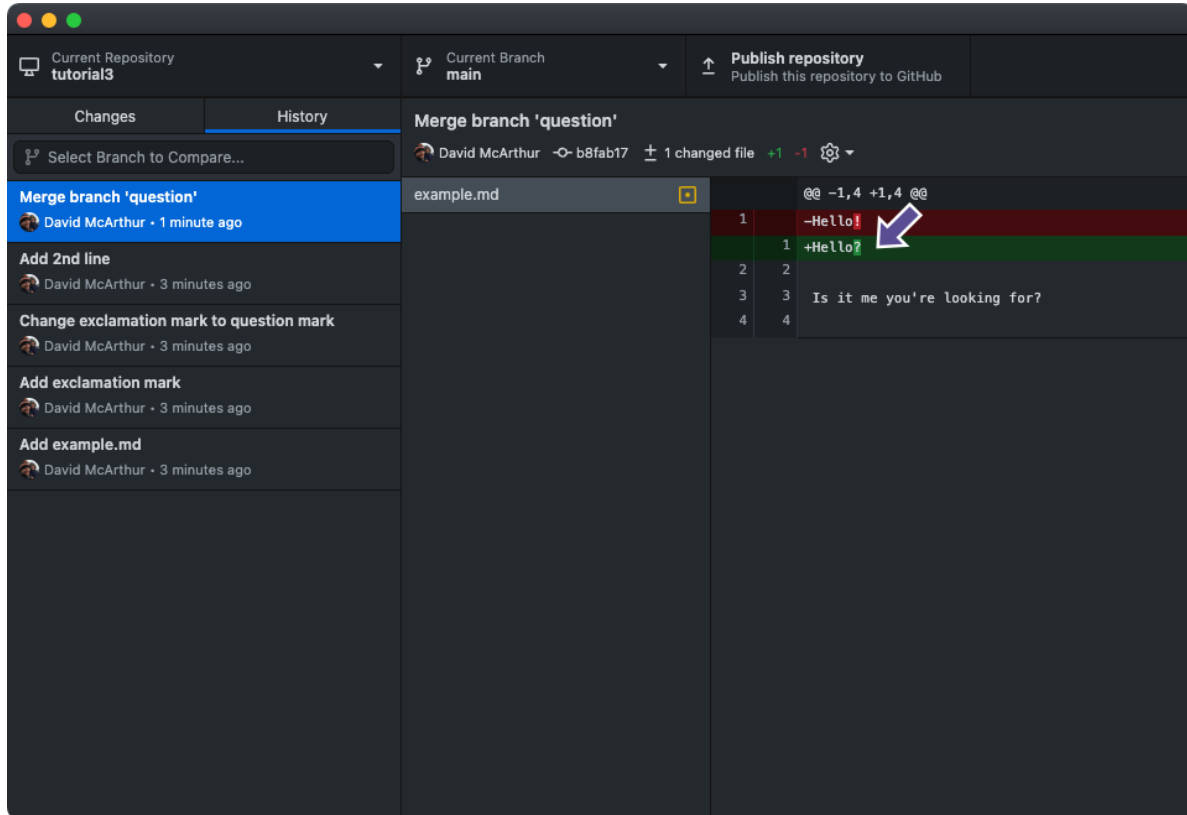 Current Repository
tutorial3
Current Branch
main
Publish repository
Publish this repository to GitHub
Changes
History
Select Branch to Compare...
Merge branch 'question'
David McArthur • 1 minute ago
Add 2nd line
David McArthur • 3 minutes ago
Change exclamation mark to question mark
David McArthur • 3 minutes ago
Add exclamation mark
David McArthur • 3 minutes ago
Add example.md
David McArthur • 3 minutes ago
Merge branch 'question'
David McArthur b8fab17 1 changed file +1 -1
example.md
@@ -1,4 +1,4 @@
1 -Hello!
1 +Hello?
2 2
3 3 Is it me you're looking for?
4 4